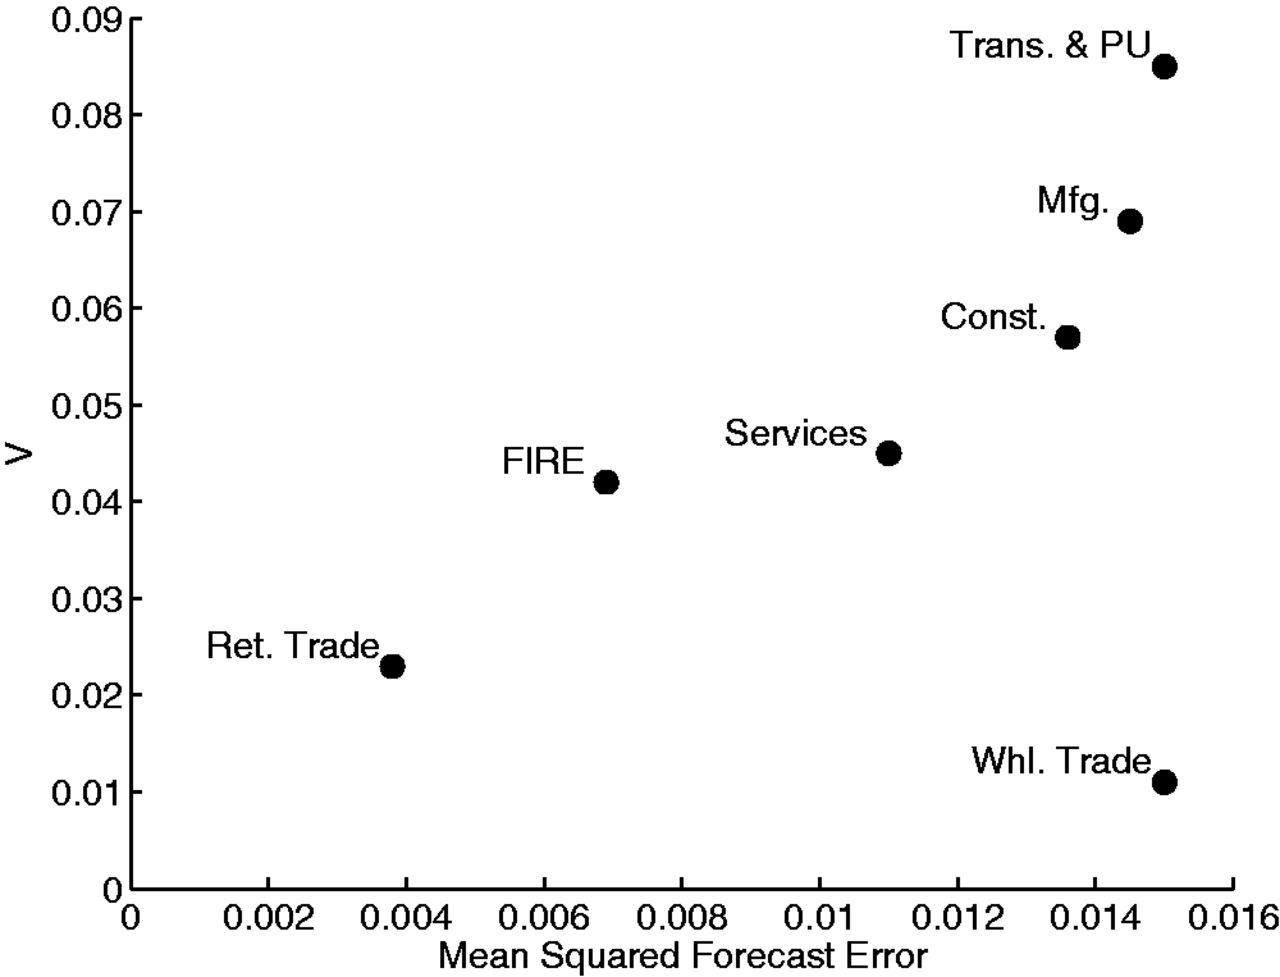 0.09
Trans. & PU
0.08
0.07
Mfg.
0.06
Const.
0.05
Services
V
FIRE
0.04
0.03
Ret. Trade
0.02
Whl. Trade
0.01
0
0 0.002 0.004 0.006 0.008 0.01 0.012 0.014 0.016
Mean Squared Forecast Error